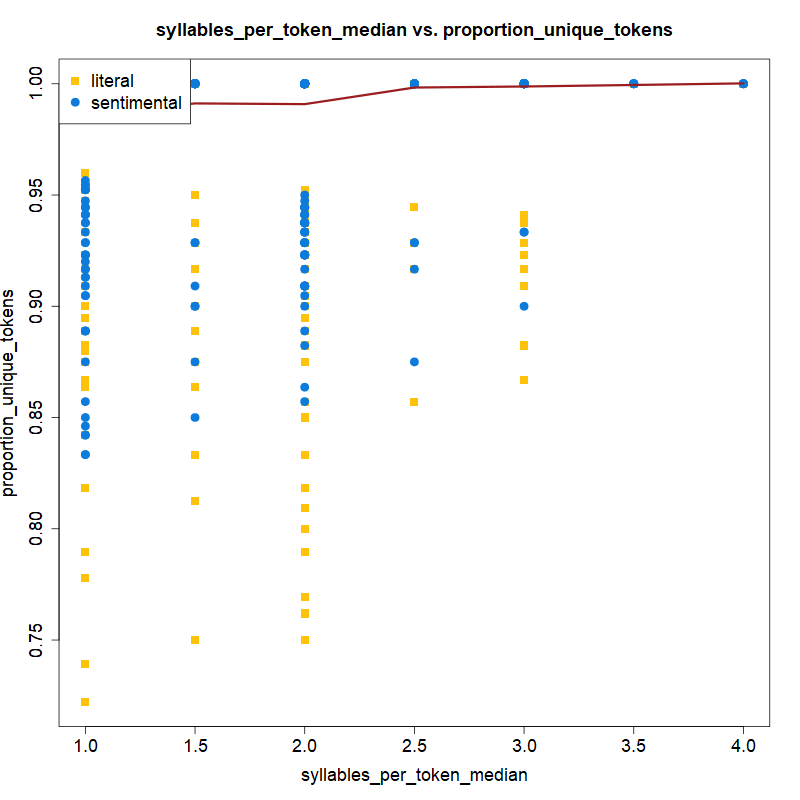 syllables_per_token_median vs. proportion_unique_tokens
literal
sentimental
proportion_unique_tokens
1.00
0.95
0.90
0.85
0.80
0.75
1.0 1.5 2.0 2.5 3.0 3.5 4.0
syllables_per_token_median